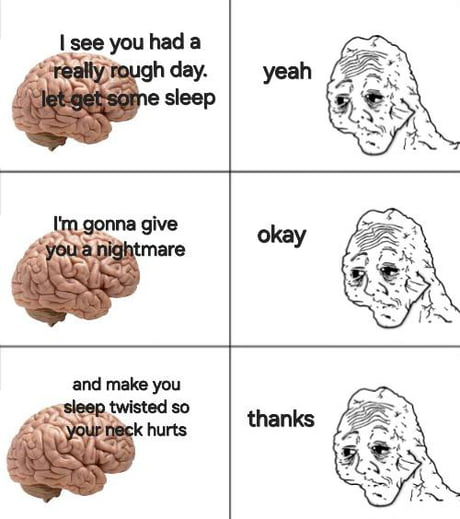 I see you had a
really rough day.
let get some sleep
yeah
I'm gonna give
you a nightmare
okay
and make you
sleep twisted so
your neck hurts
thanks